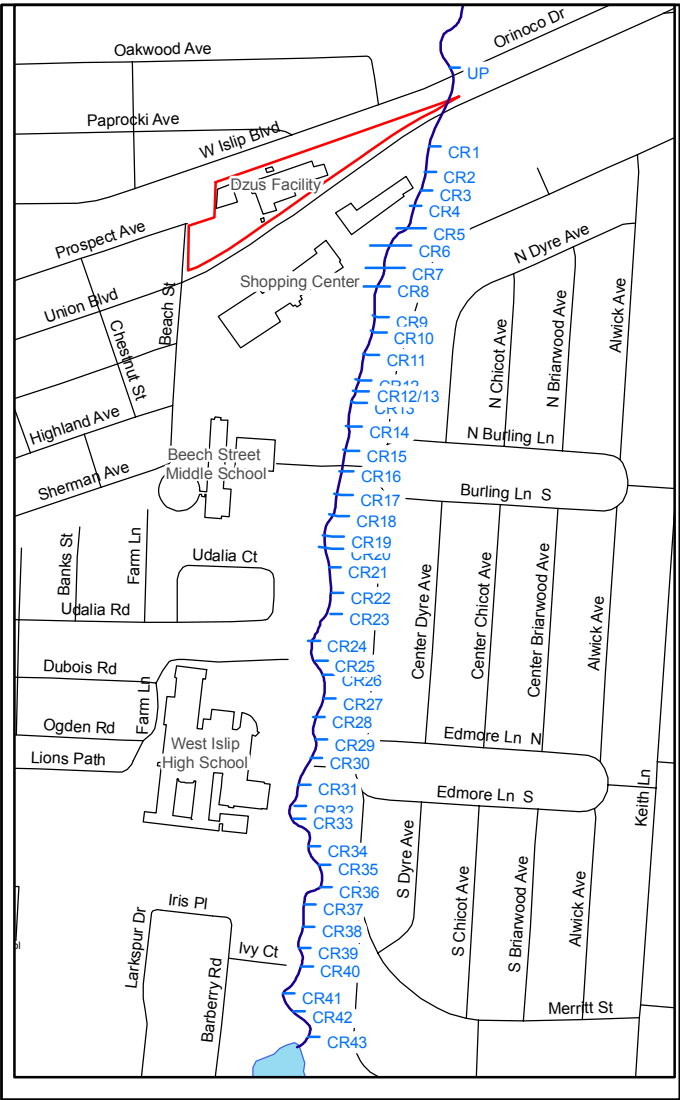 Orinoco Dr
Oakwood Ave
UP
Paprocki Ave
W Islip Blvd
CR1
CR2
Dzus Facility
CR3
CR4
CR5
Prospect Ave
N Dyre Ave
CR6
CR7
Shopping Center
CR8
Union Blvd
Beach St
Alwick Ave
CR9
CR10
N Chicot Ave
N Briarwood Ave
Chestnut St
CR11
CR12
CR12/13
CR13
Highland Ave
CR14
N Burling Ln
Beech Street
Middle School
CR15
Sherman Ave
CR16
Burling Ln S
CR17
CR18
CR19
CR20
Banks St
Farm Ln
Udalia Ct
CR21
CR22
Udalia Rd
CR23
Center Dyre Ave
Center Chicot Ave
Center Briarwood Ave
Alwick Ave
CR24
Dubois Rd
CR25
CR26
Farm Ln
CR27
Ogden Rd
CR28
West Islip
High School
Edmore Ln N
CR29
Lions Path
CR30
CR31
Edmore Ln S
Keith Ln
CR32
CR33
CR34
S Dyre Ave
CR35
CR36
Iris Pl
CR37
S Chicot Ave
S Briarwood Ave
Alwick Ave
CR38
Larkspur Dr
Ivy Ct
CR39
CR40
Barberry Rd
CR41
Merritt St
CR42
CR43